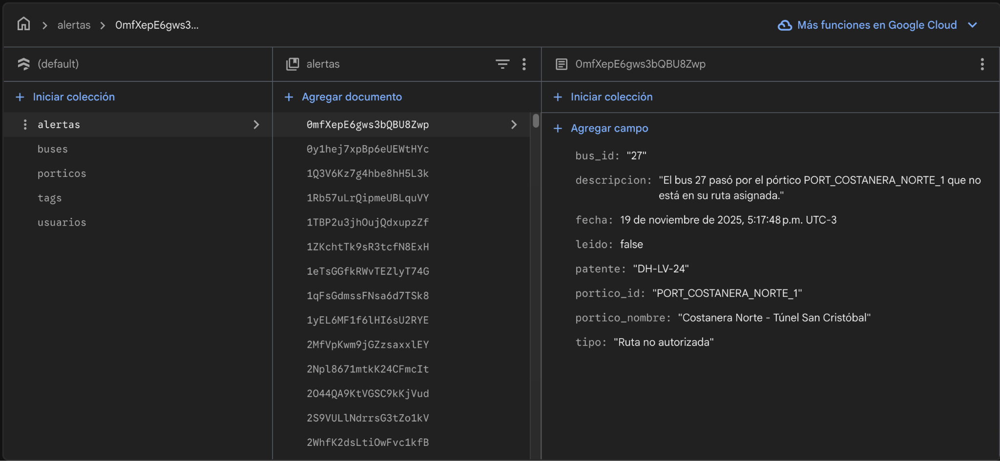 alertas
0mfXepE6gws3...
Más funciones en Google Cloud
(default)
Iniciar colección
alertas
buses
porticos
tags
usuarios
alertas
Agregar documento
0mfXepE6gws3bQBU8Zwp
0y1hej7xpBp6eUEWtHYc
1Q3V6Kz7g4hbe8hH5L3k
1Rb57uLrQipmeUBLquVY
1TBP2u3jhOujQdxupzZf
1ZKchtTk9sR3tcfN8ExH
1eTsGGfkRWvTEZlyT74G
1qFsGdmssFNsa6d7TSk8
1yEL6MF1f6lHI6sU2RYE
2MfVpKwm9jGZzsaxxlEY
2Npl8671mtkK24CFmcIt
2O44QA9KtVGSC9kKjVud
2S9VULlNdrrsG3tZo1kV
2WhfK2dsLtiOwFvc1kfB
0mfXepE6gws3bQBU8Zwp
Iniciar colección
Agregar campo
bus_id: "27"
descripcion: "El bus 27 pasó por el pórtico PORT_COSTANERA_NORTE_1 que no
está en su ruta asignada."
fecha: 19 de noviembre de 2025, 5:17:48 p.m. UTC-3
leido: false
patente: "DH-LV-24"
portico_id: "PORT_COSTANERA_NORTE_1"
portico_nombre: "Costanera Norte - Túnel San Cristóbal"
tipo: "Ruta no autorizada"